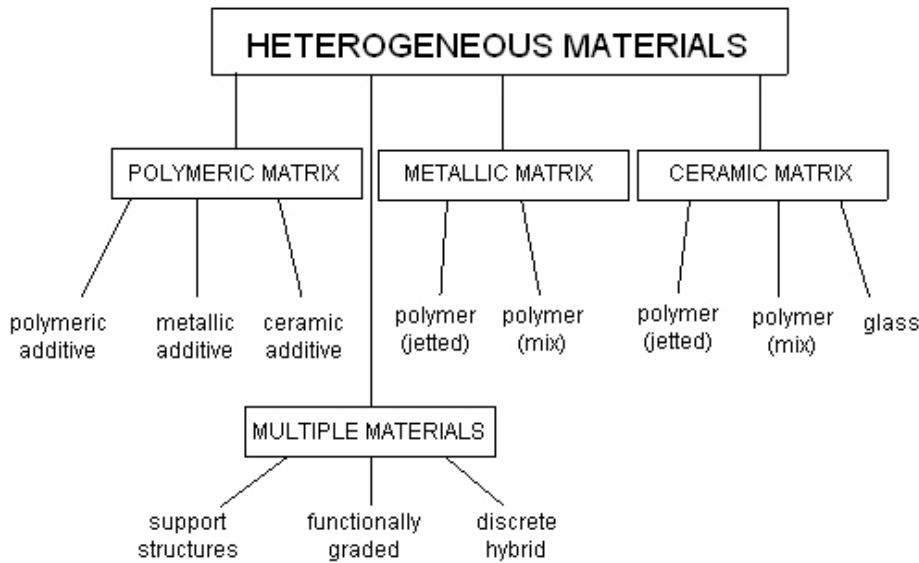 HETEROGENEOUS MATERIALS
POLYMERIC MATRIX
METALLIC MATRIX
CERAMIC MATRIX
polymeric
additive
metallic
additive
ceramic
additive
polymer
(jetted)
polymer
(mix)
polymer
(jetted)
polymer
(mix)
glass
MULTIPLE MATERIALS
support
structures
functionally
graded
discrete
hybrid